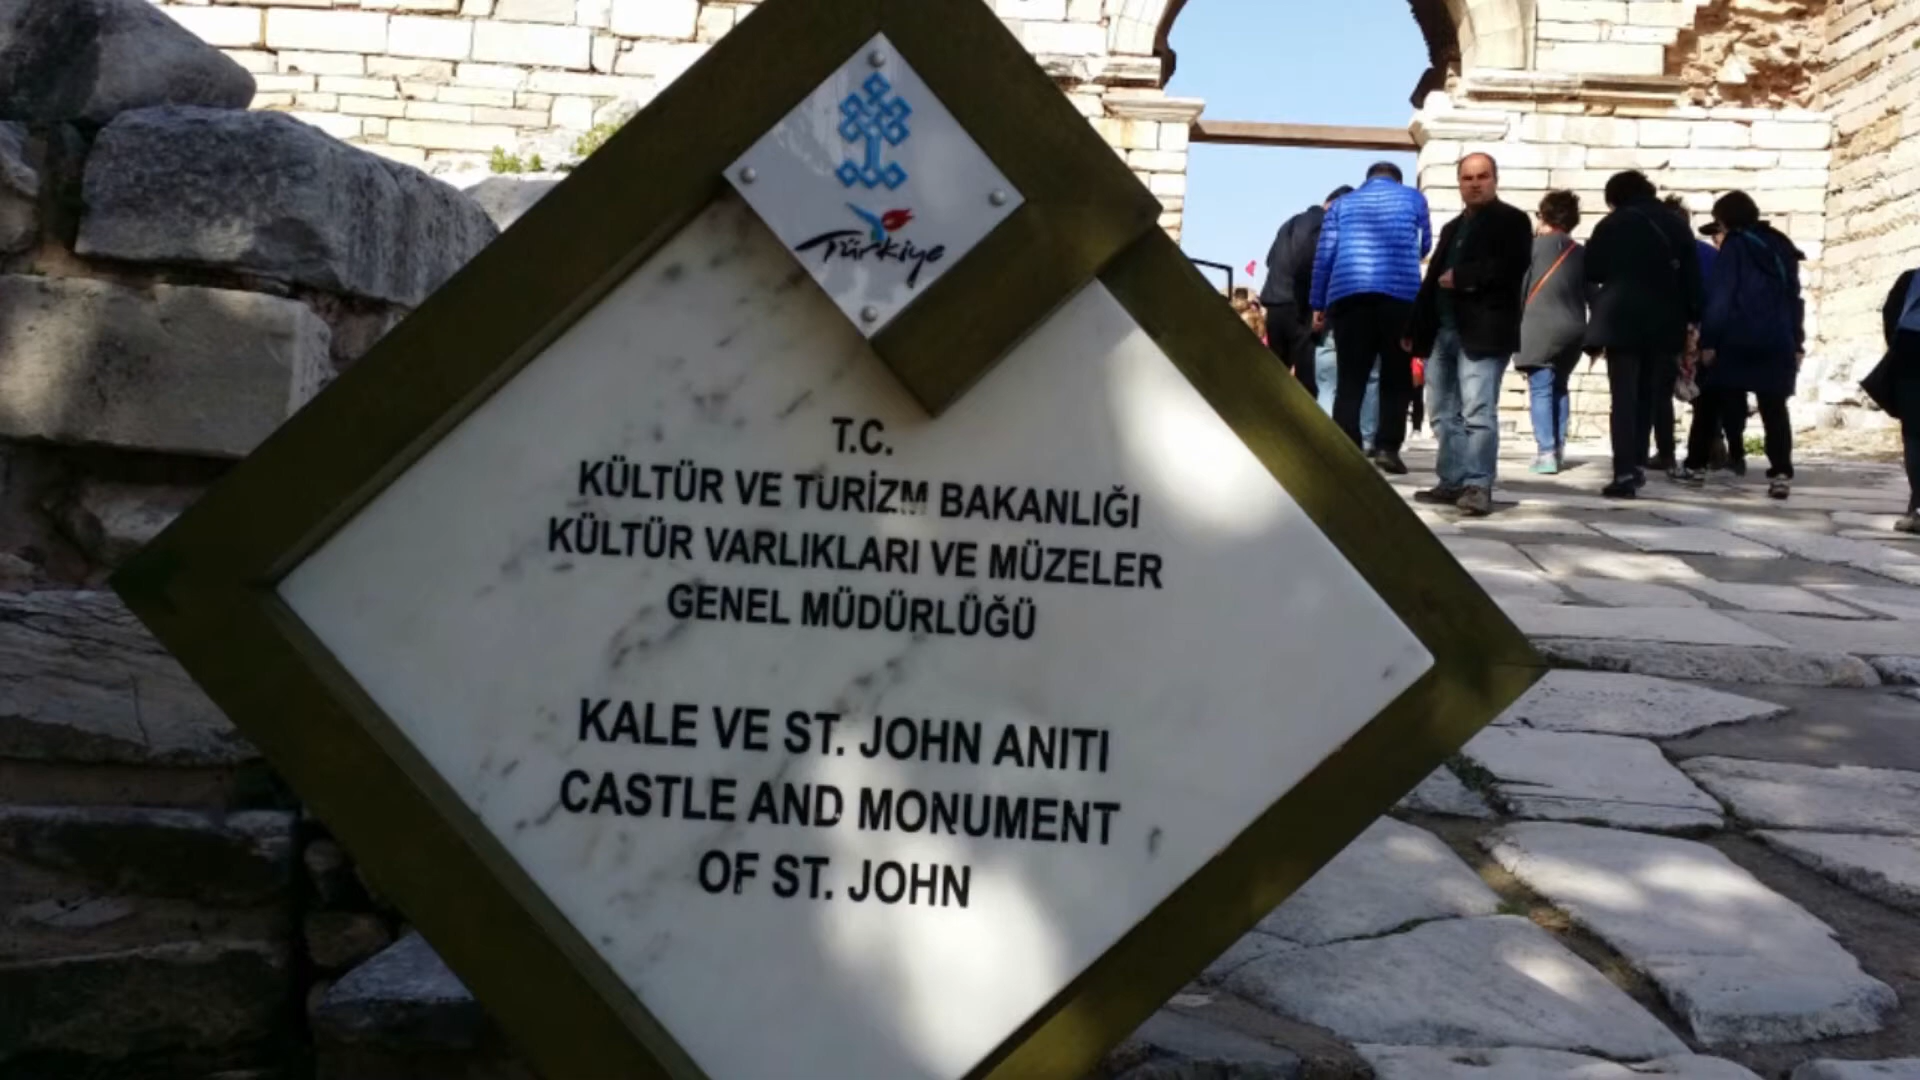 Türkiye
T.C.
KÜLTÜR VE TURİZM BAKANLIĞI
KÜLTÜR VARLIKLARI VE MÜZELER
GENEL MÜDÜRLÜĞÜ
KALE VE ST. JOHN ANITI
CASTLE AND MONUMENT
OF ST. JOHN